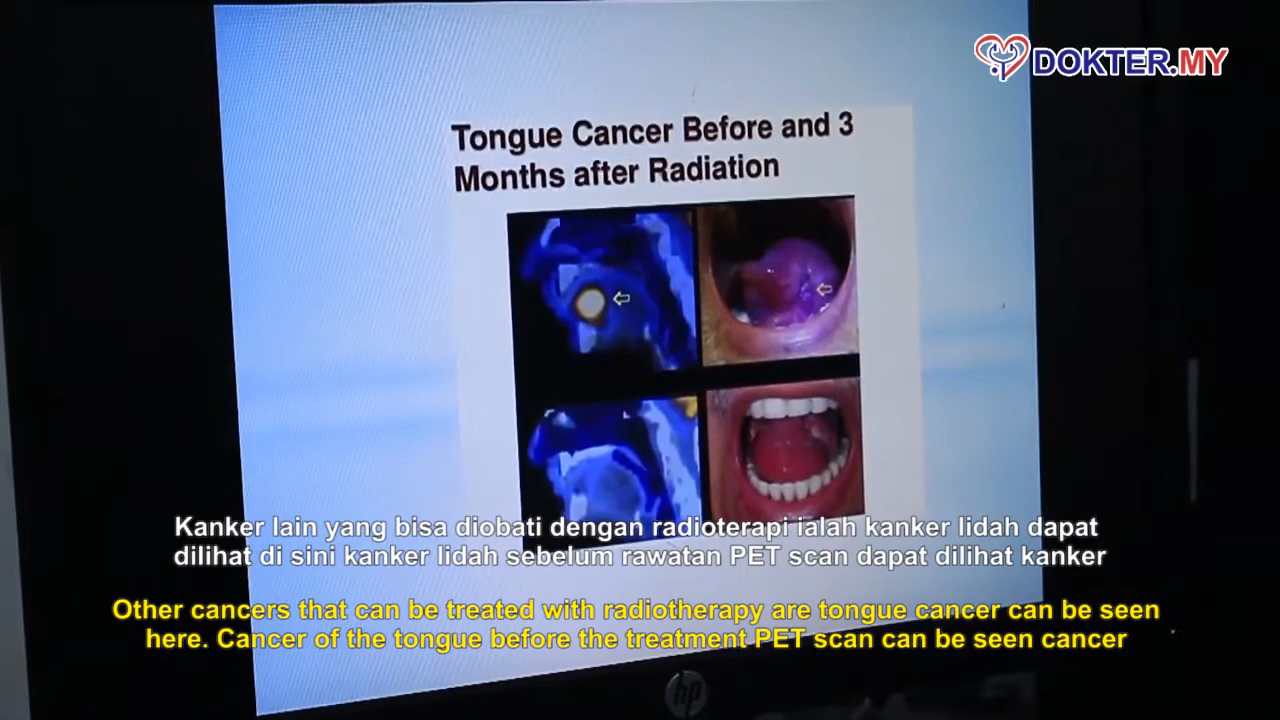 DOKTER.MY
Tongue Cancer Before and 3
Months after Radiation
Kanker lain yang bisa diobati dengan radioterapi ialah kanker lidah dapat
dilihat di sini kanker lidah sebelum rawatan PET scan dapat dilihat kanker
Other cancers that can be treated with radiotherapy are tongue cancer can be seen
here. Cancer of the tongue before the treatment PET scan can be seen cancer
hp